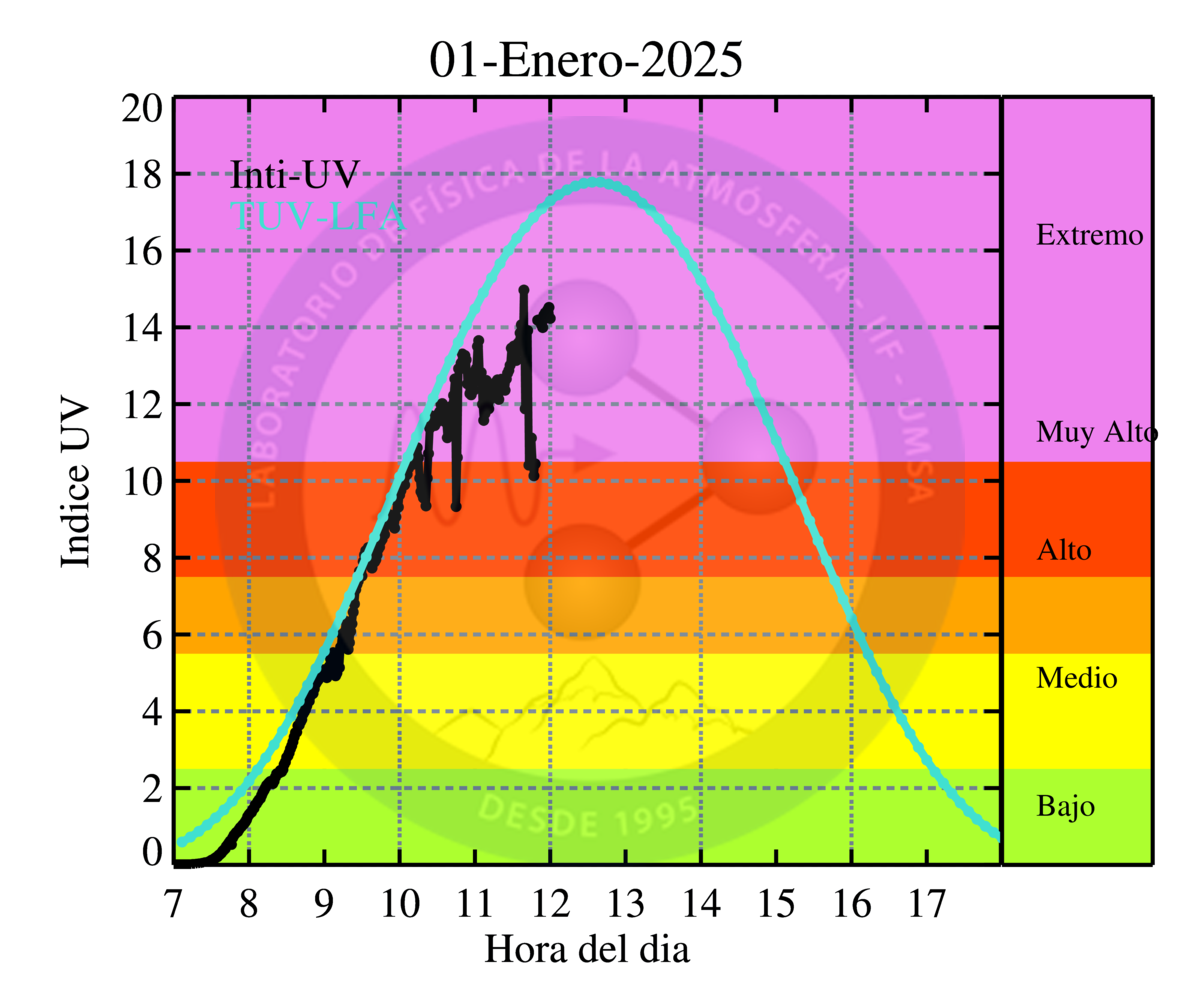 01-Enero-2025
Inti-UV
TUV-LFA
LABORATORIO DE FÍSICA DE LA ATMÓSFERA - IIF - UMSA
DESDE 1995
Indice UV
20
18
16
14
12
10
8
6
4
2
0
Extremo
Muy Alto
Alto
Medio
Bajo
7 8 9 10 11 12 13 14 15 16 17
Hora del dia